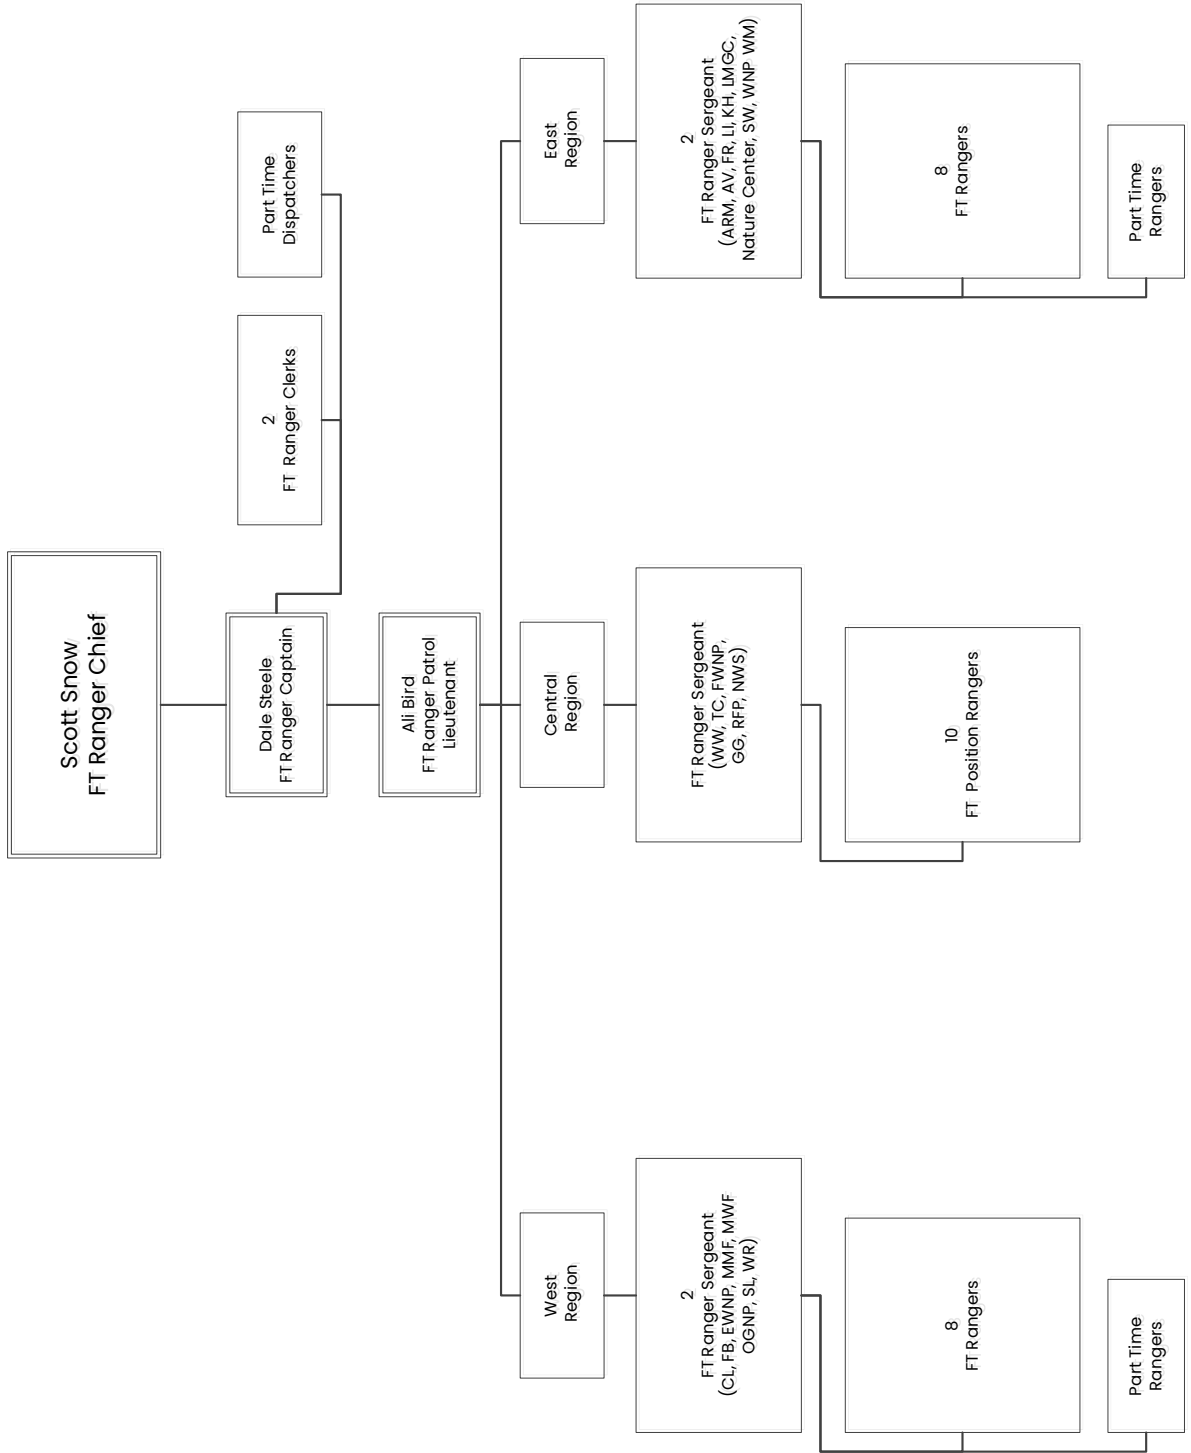 Scott Snow
FT Ranger Chief
Dale Steele
FT Ranger Captain
2
FT Ranger Clerks
Part Time
Dispatchers
Ali Bird
FT Ranger Patrol
Lieutenant
West
Region
Central
Region
East
Region
2
FT Ranger Sergeant
(CL, FB, EWNP, MMF, MWF
OGNP, SL, WR)
FT Ranger Sergeant
(WW, TC, FWNP,
GG, RFP, NWS)
2
FT Ranger Sergeant
(ARM, AV, FR, LI, KH, LMGC,
Nature Center, SW, WNP WM)
8
FT Rangers
10
FT Position Rangers
8
FT Rangers
Part Time
Rangers
Part Time
Rangers